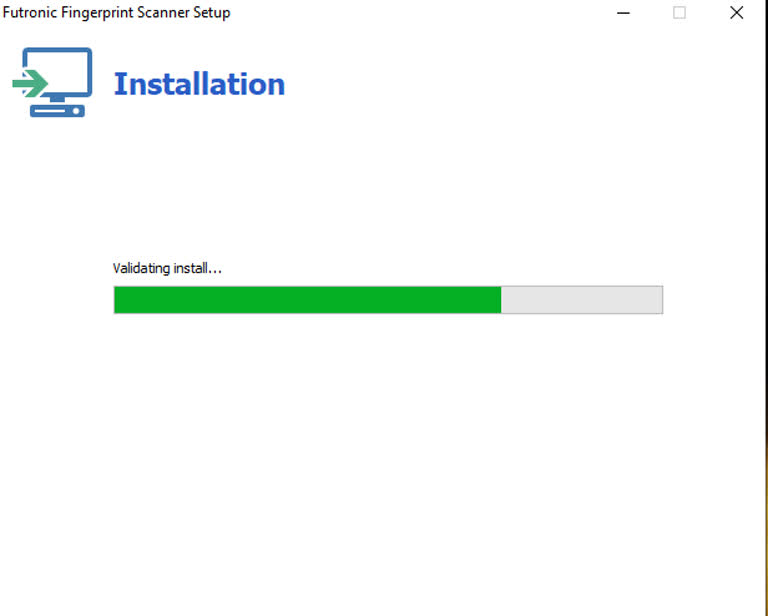 Futronic Fingerprint Scanner Setup
Installation
Validating install...